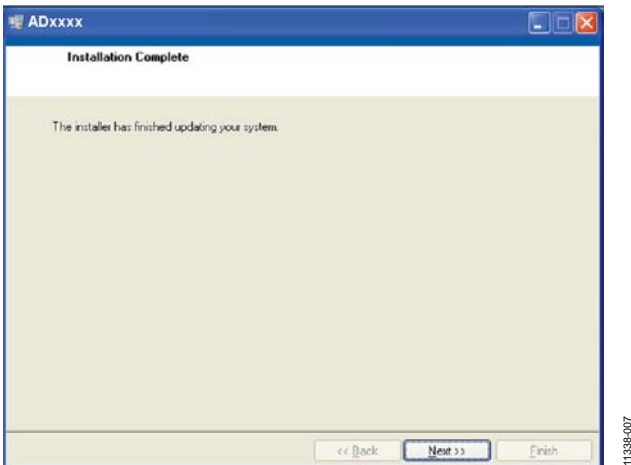 ADxxxx
Installation Complete
The installer has finished updating your system.
<< Back
Next >>
Finish
11338-007